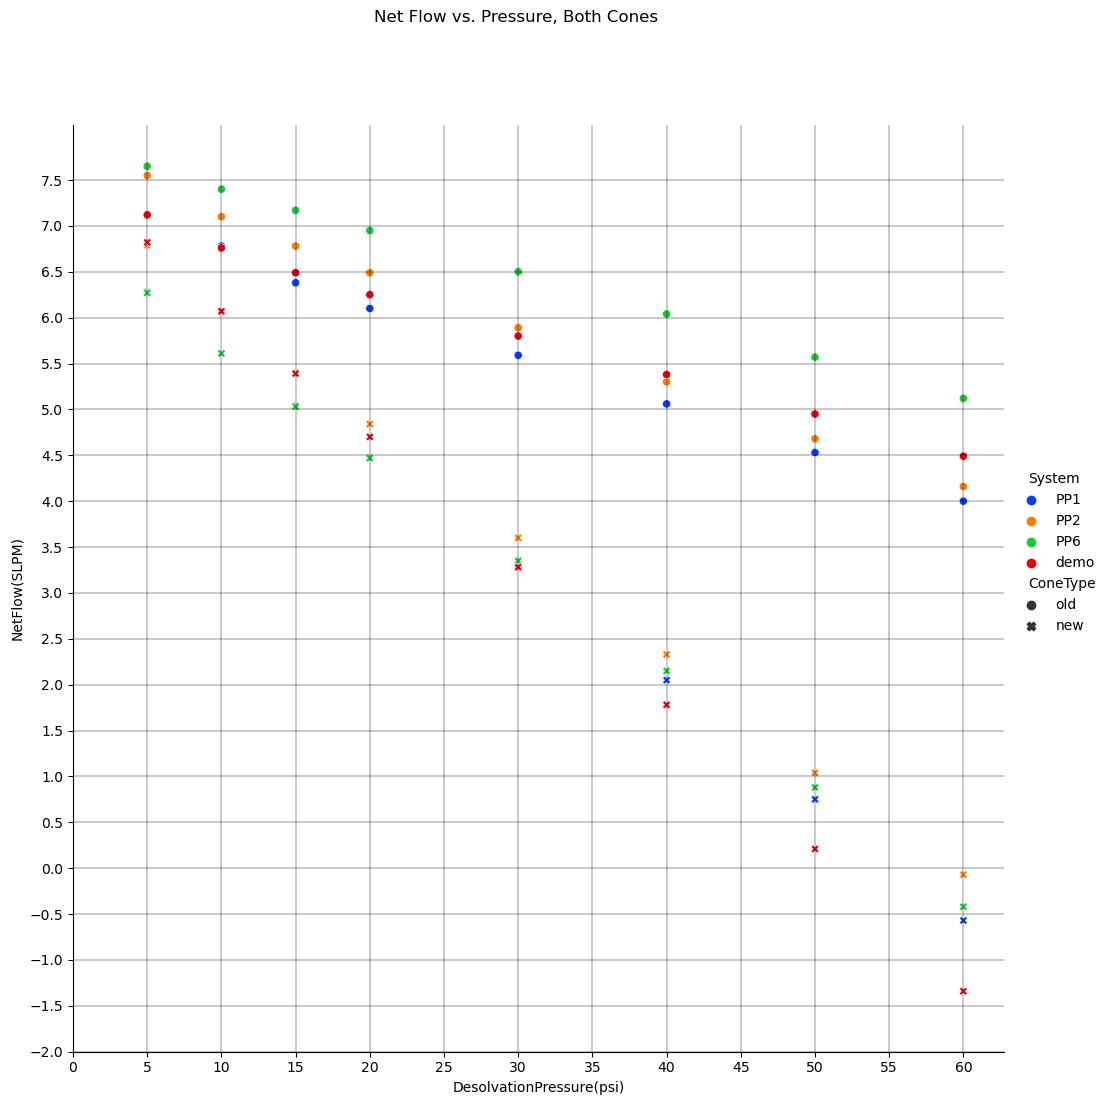 Net Flow vs. Pressure, Both Cones
7.5
7.0
6.5
6.0
5.5
5.0
4.5
4.0
3.5
3.0
2.5
2.0
1.5
1.0
0.5
0.0
−0.5
−1.0
−1.5
−2.0
NetFlow(SLPM)
0 5 10 15 20 25 30 35 40 45 50 55 60
DesolvationPressure(psi)
System
PP1
PP2
PP6
demo
ConeType
old
new